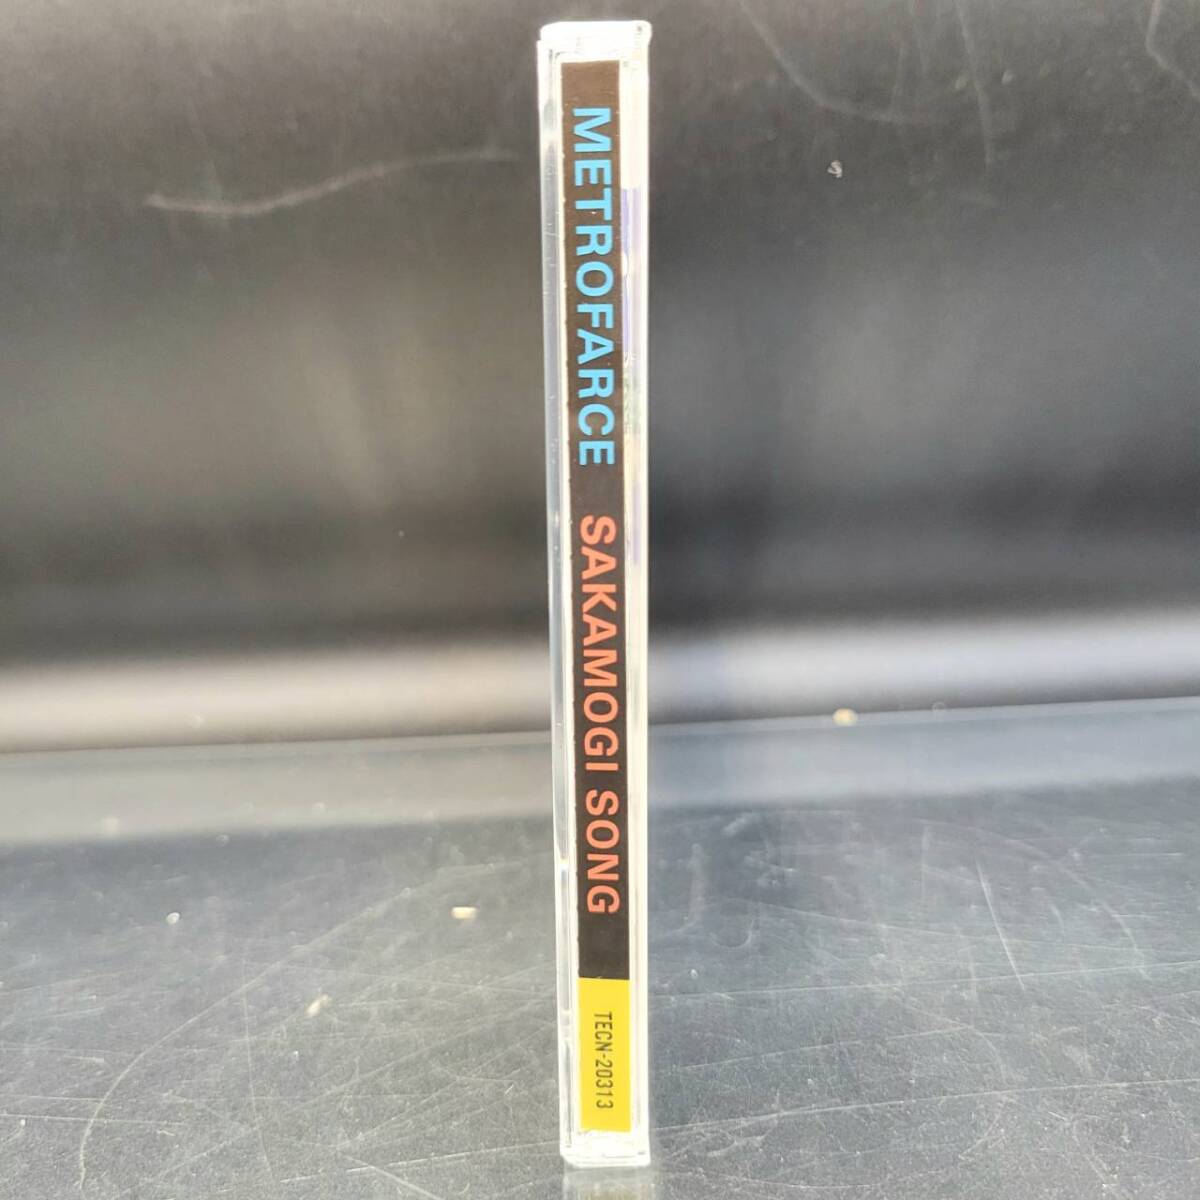 METROFARCE SAKAMOGI SONG
TECN-20313